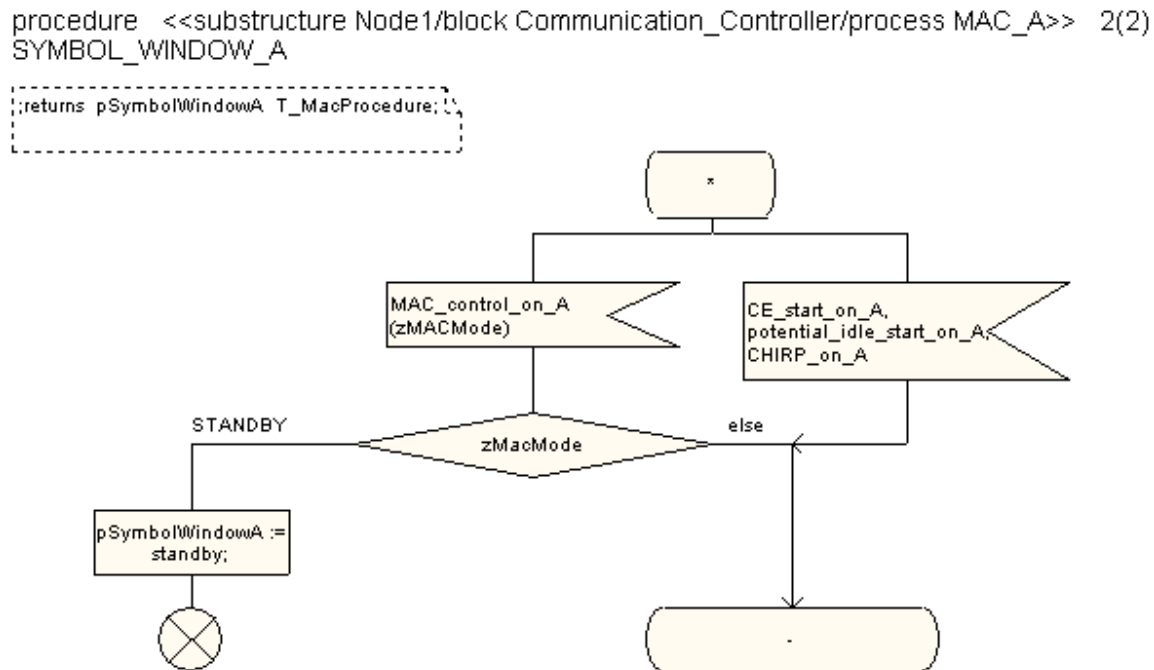 procedure <<substructure Node1/block Communication_Controller/process MAC_A>> 2(2)
SYMBOL_WINDOW_A
;returns pSymbolWindowA T_MacProcedure;
*
MAC_control_on_A
(zMACMode)
CE_start_on_A,
potential_idle_start_on_A,
CHIRP_on_A
STANDBY
zMacMode
else
pSymbolWindowA :=
standby;
-